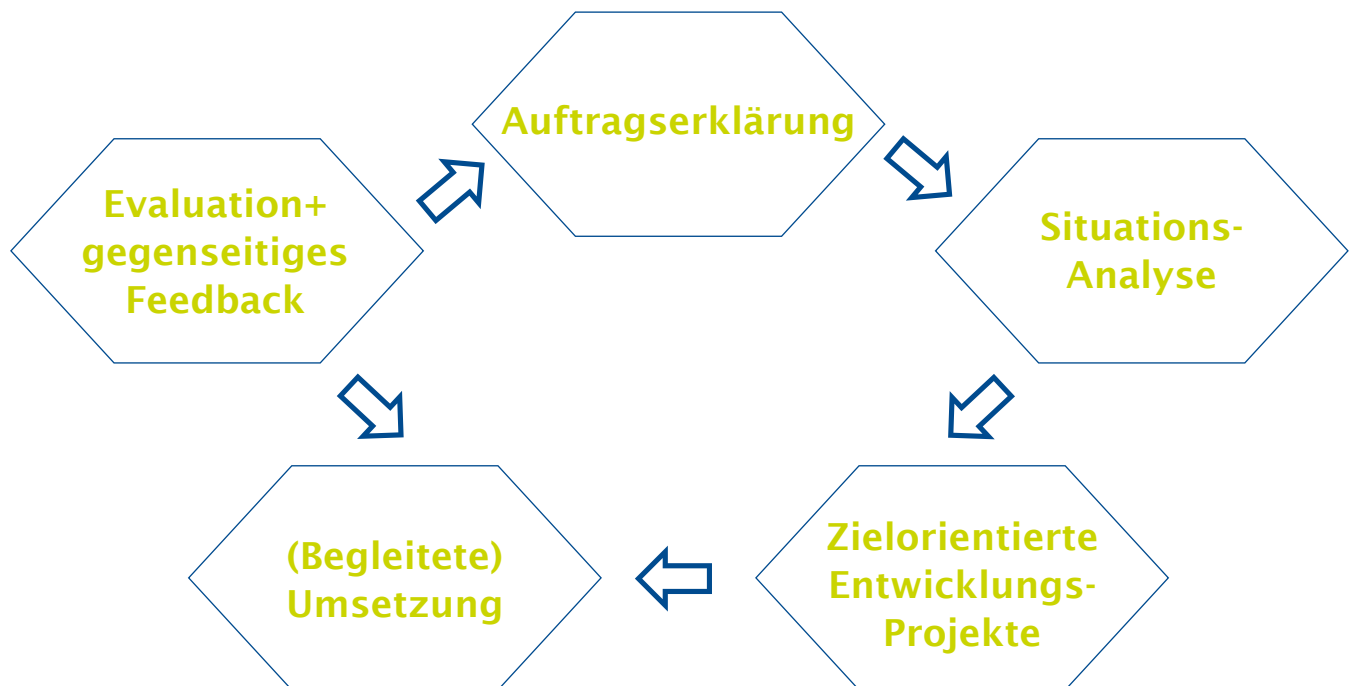 Auftragserklärung
Evaluation+
gegenseitiges
Feedback
Situations-
Analyse
(Begleitete)
Umsetzung
Zielorientierte
Entwicklungs-
Projekte